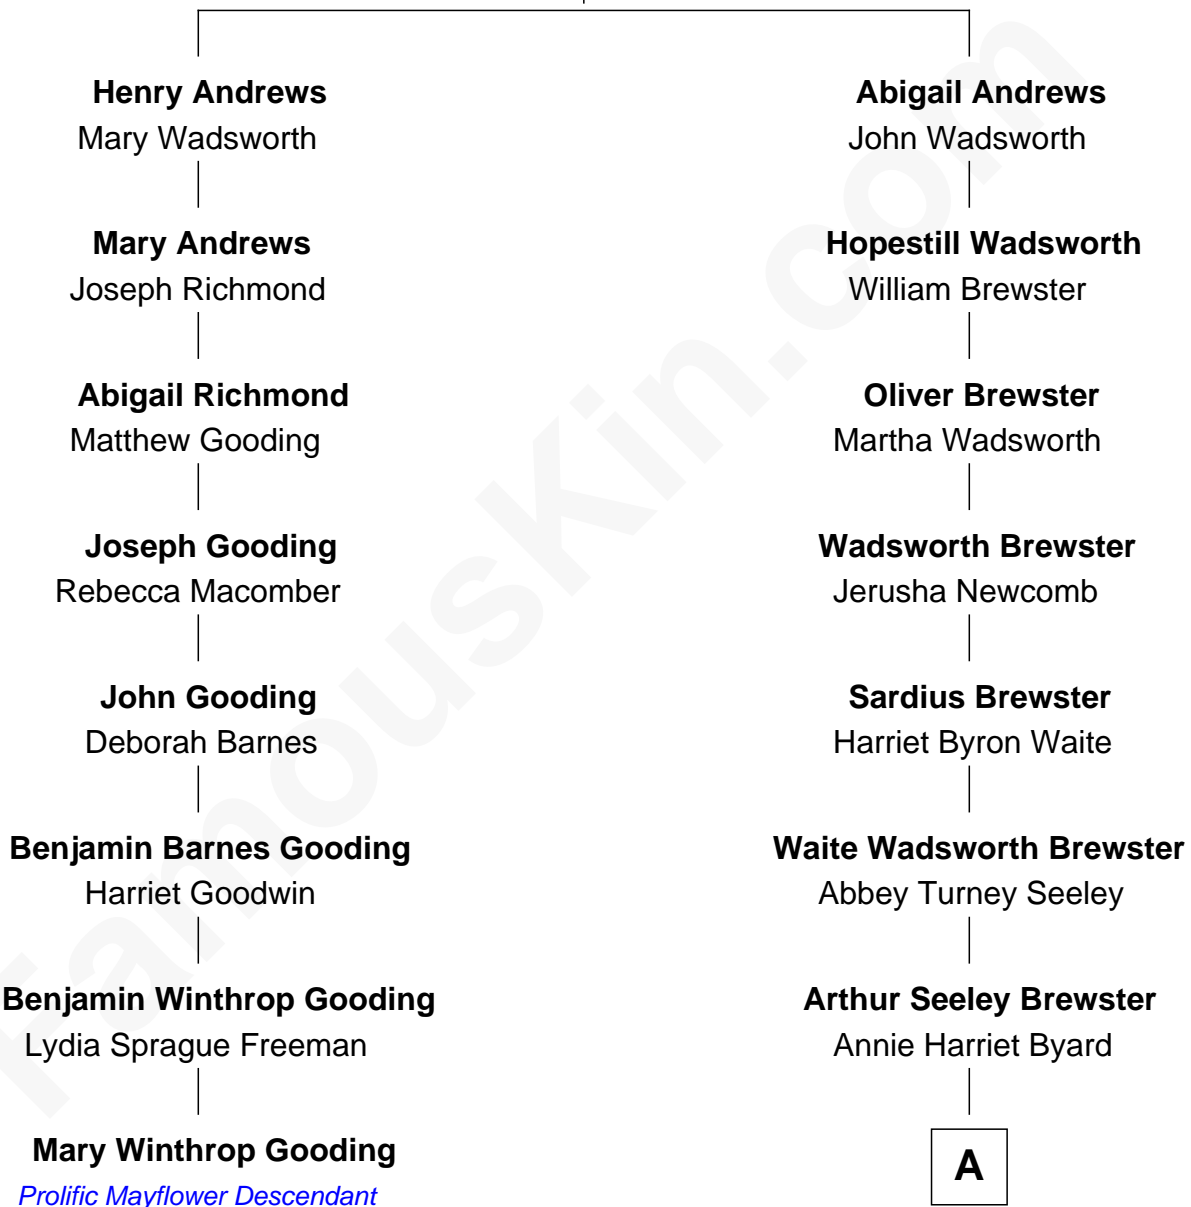 Henry Andrews
Mary Wadsworth
Mary Andrews
Joseph Richmond
Abigail Richmond
Matthew Gooding
Joseph Gooding
Rebecca Macomber
John Gooding
Deborah Barnes
Benjamin Barnes Gooding
Harriet Goodwin
Benjamin Winthrop Gooding
Lydia Sprague Freeman
Mary Winthrop Gooding
Prolific Mayflower Descendant
Abigail Andrews
John Wadsworth
Hopestill Wadsworth
William Brewster
Oliver Brewster
Martha Wadsworth
Wadsworth Brewster
Jerusha Newcomb
Sardius Brewster
Harriet Byron Waite
Waite Wadsworth Brewster
Abbey Turney Seeley
Arthur Seeley Brewster
Annie Harriet Byard
A
FamousKin.com